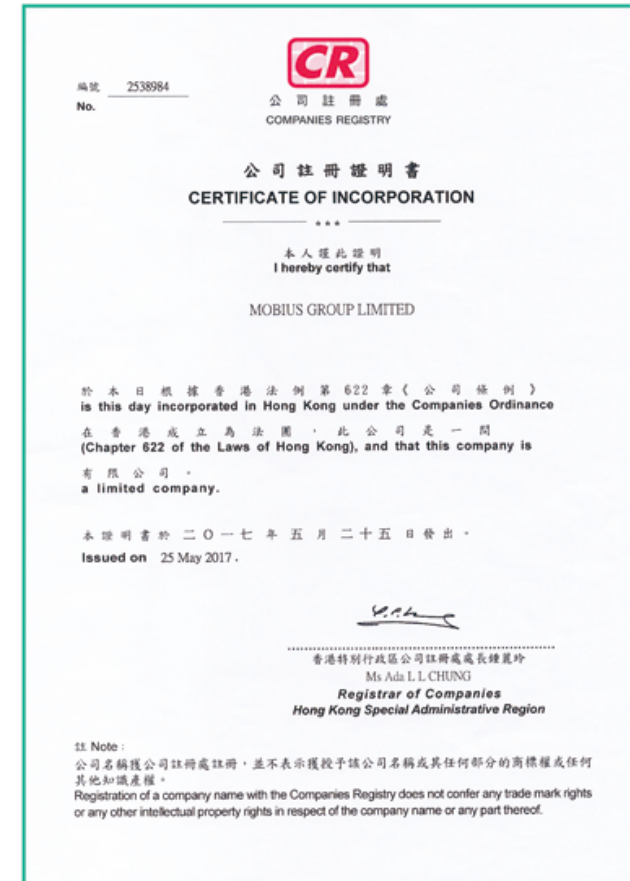 編號 2538984
No.
CR
公司註冊處
COMPANIES REGISTRY
公司註冊證明書
CERTIFICATE OF INCORPORATION
***
本人謹此證明
I hereby certify that
MOBIUS GROUP LIMITED
於本日根據香港法例第622章《公司條例》
is this day incorporated in Hong Kong under the Companies Ordinance
在香港成立為法團，此公司是一間
(Chapter 622 of the Laws of Hong Kong), and that this company is
有限公司。
a limited company.
本證明書於二〇一七年五月二十五日發出。
Issued on 25 May 2017.
香港特別行政區公司註冊處處長鍾麗玲
Ms Ada L L CHUNG
Registrar of Companies
Hong Kong Special Administrative Region
註 Note:
公司名稱獲公司註冊處註冊，並不表示獲授予該公司名稱或其任何部分的商標權或任何
其他知識產權。
Registration of a company name with the Companies Registry does not confer any trade mark rights
or any other intellectual property rights in respect of the company name or any part thereof.